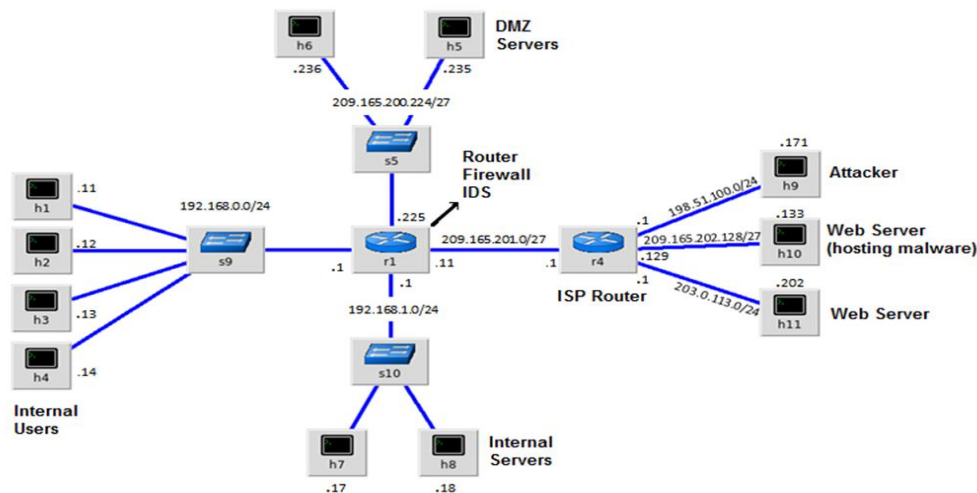 h6
h5
DMZ
Servers
.236
.235
209.165.200.224/27
s5
Router
Firewall
IDS
.171
h9
Attacker
198.51.100.0/24
h1
.11
192.168.0.0/24
.225
.1
.133
h2
.12
s9
.1
r1
209.165.201.0/27
.11
.1
r4
209.165.202.128/27
.129
h10
Web Server
(hosting malware)
.1
ISP Router
.1
203.0.113.0/24
.202
h11
Web Server
h3
.13
192.168.1.0/24
h4
.14
s10
Internal
Users
h7
h8
Internal
Servers
.17
.18